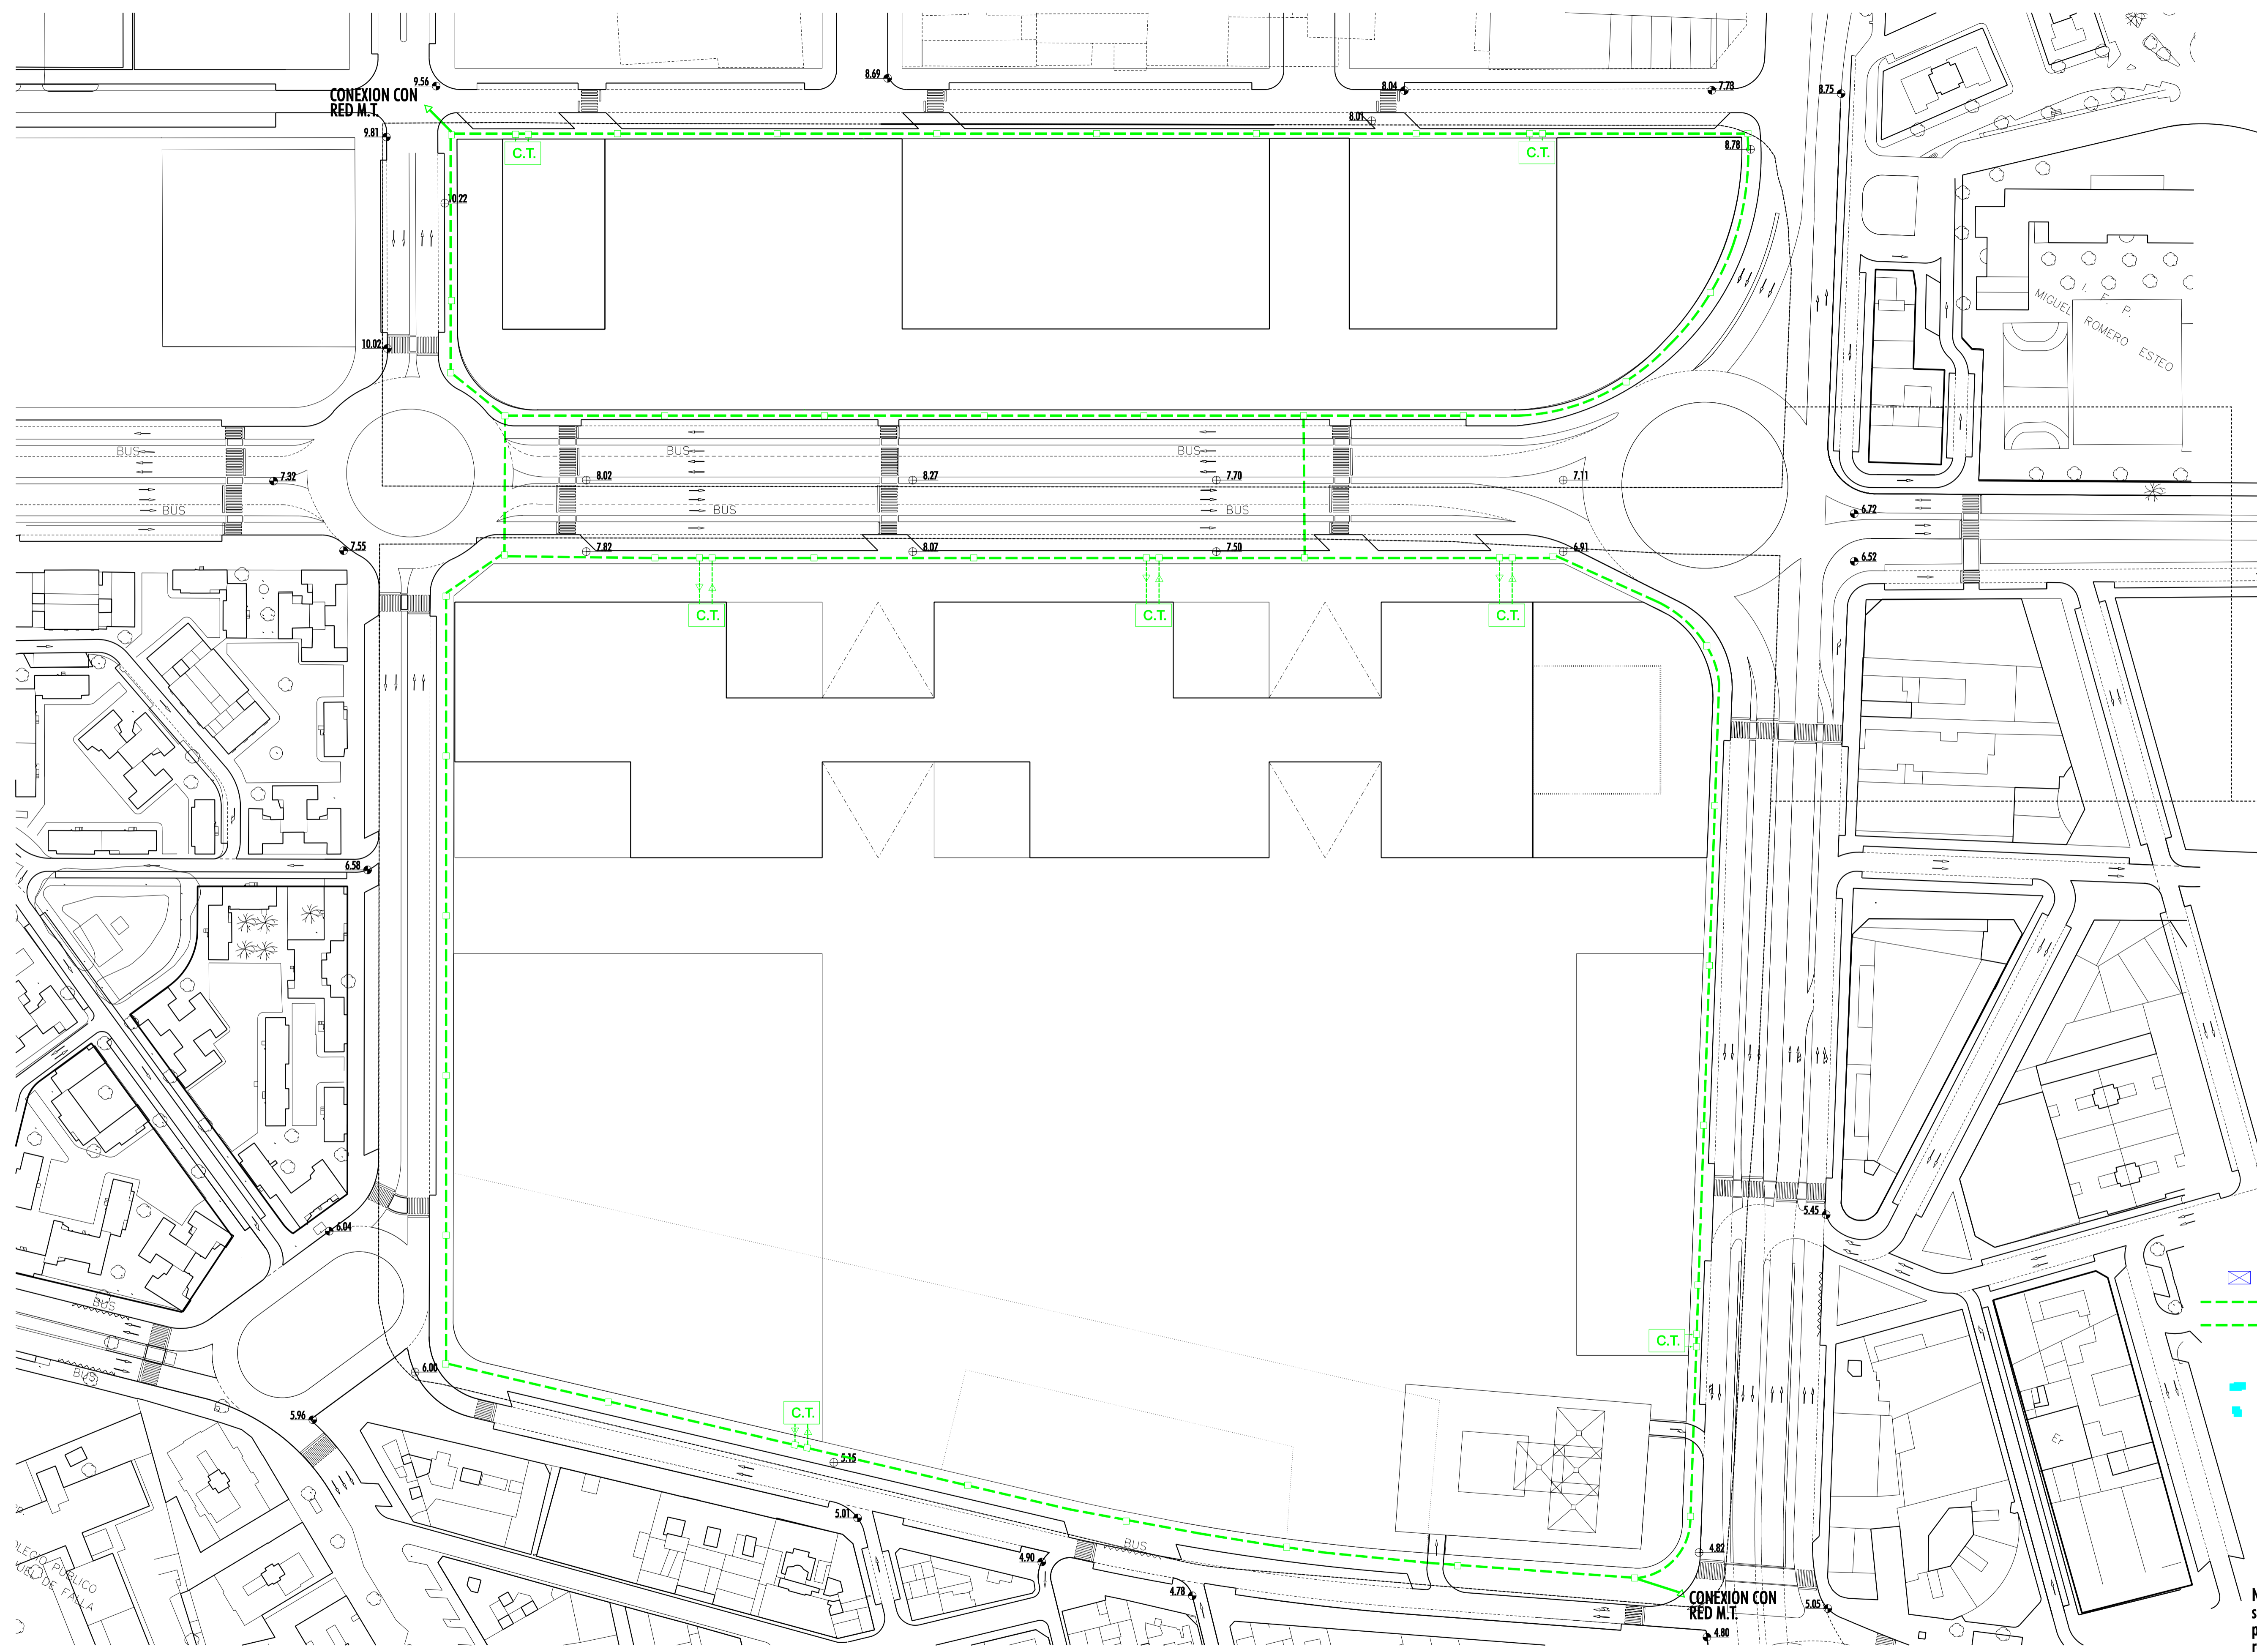 9.56
8.69
8.04
7.73
8.75
CONEXION CON
RED M.T.
9.81
8.01
C.T.
C.T.
8.78
10.22
I. F. P.
MIGUEL ROMERO ESTEO
10.02
BUS
BUS
BUS
7.32
8.02
8.27
7.70
7.11
BUS
BUS
BUS
6.72
7.55
7.82
8.07
7.50
6.91
6.52
C.T.
C.T.
C.T.
6.58
6.04
5.45
BUS
C.T.
6.00
BUS
5.96
C.T.
5.15
5.01
4.90
BUS
4.82
4.78
CONEXION CON
RED M.T.
5.05
4.80